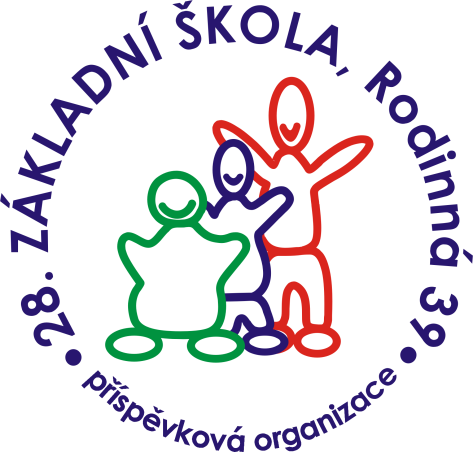 28. ZÁKLADNÍ ŠKOLA, Rodinná 39
příspěvková organizace